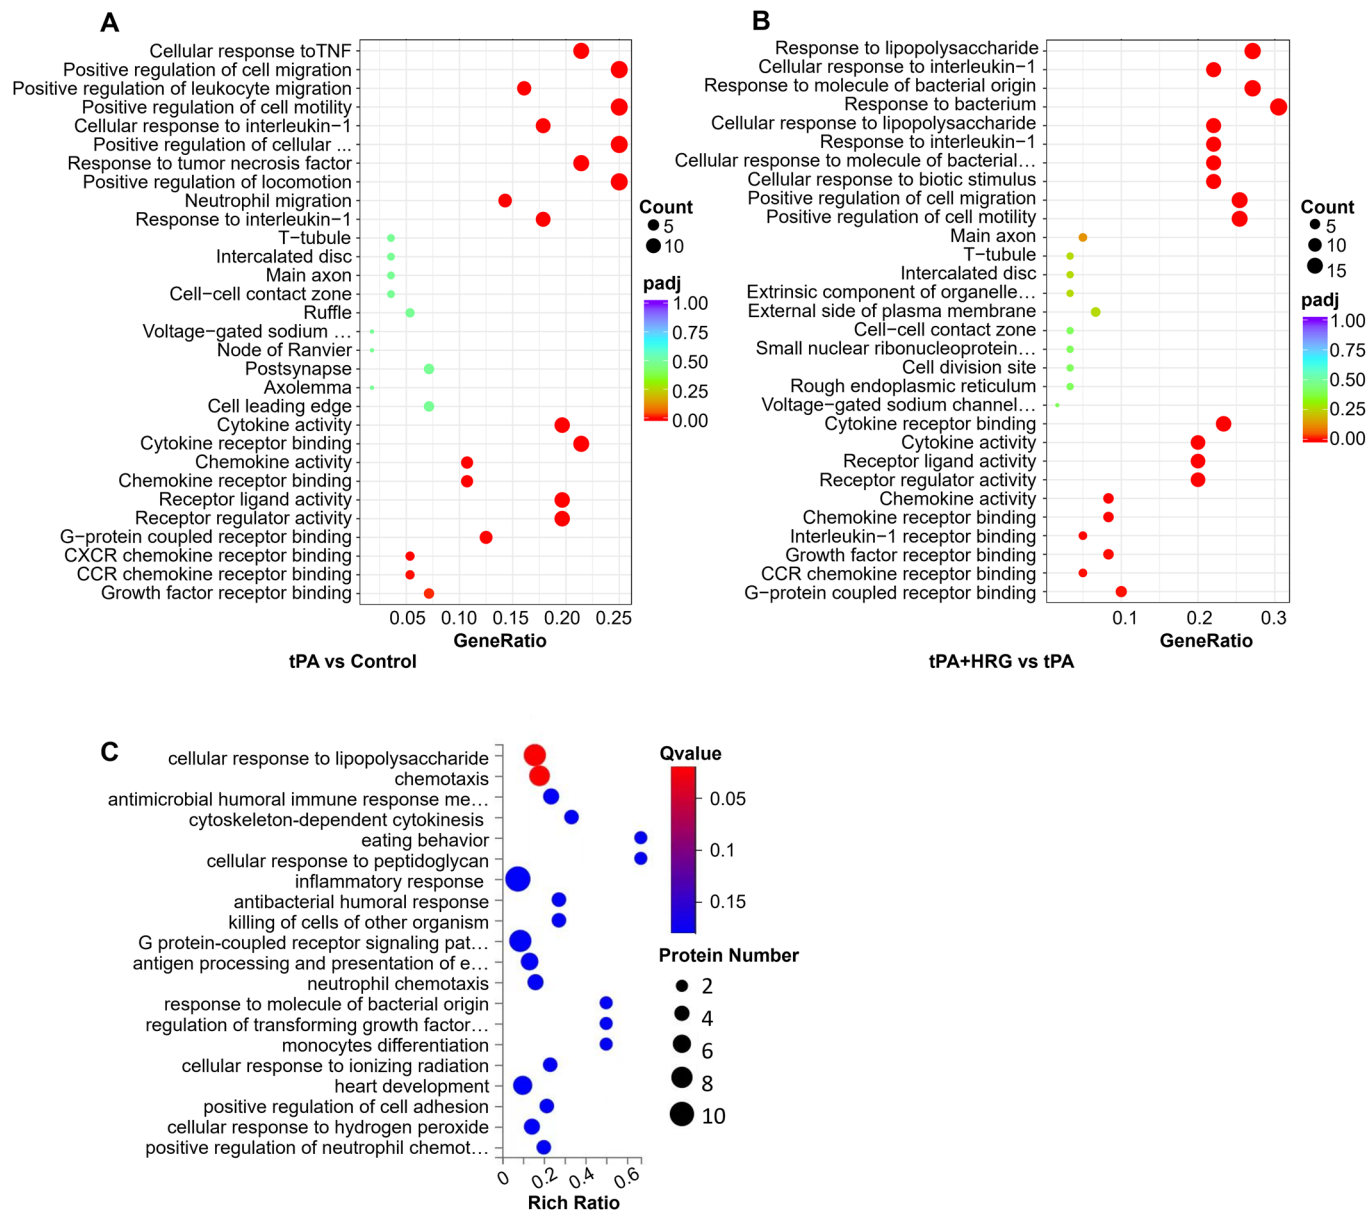 A
Cellular response toTNF
Positive regulation of cell migration
Positive regulation of leukocyte migration
Positive regulation of cell motility
Cellular response to interleukin−1
Positive regulation of cellular ...
Response to tumor necrosis factor
Positive regulation of locomotion
Neutrophil migration
Response to interleukin−1
T−tubule
Intercalated disc
Main axon
Cell−cell contact zone
Ruffle
Voltage−gated sodium ...
Node of Ranvier
Postsynapse
Axolemma
Cell leading edge
Cytokine activity
Cytokine receptor binding
Chemokine activity
Chemokine receptor binding
Receptor ligand activity
Receptor regulator activity
G−protein coupled receptor binding
CXCR chemokine receptor binding
CCR chemokine receptor binding
Growth factor receptor binding
0.05 0.10 0.15 0.20 0.25
GeneRatio
tPA vs Control
Count
5
10
padj
1.00
0.75
0.50
0.25
0.00
B
Response to lipopolysaccharide
Cellular response to interleukin−1
Response to molecule of bacterial origin
Response to bacterium
Cellular response to lipopolysaccharide
Response to interleukin−1
Cellular response to molecule of bacterial...
Cellular response to biotic stimulus
Positive regulation of cell migration
Positive regulation of cell motility
Main axon
T−tubule
Intercalated disc
Extrinsic component of organelle...
External side of plasma membrane
Cell−cell contact zone
Small nuclear ribonucleoprotein...
Cell division site
Rough endoplasmic reticulum
Voltage−gated sodium channel...
Cytokine receptor binding
Cytokine activity
Receptor ligand activity
Receptor regulator activity
Chemokine activity
Chemokine receptor binding
Interleukin−1 receptor binding
Growth factor receptor binding
CCR chemokine receptor binding
G−protein coupled receptor binding
0.1 0.2 0.3
GeneRatio
tPA+HRG vs tPA
Count
5
10
15
padj
1.00
0.75
0.50
0.25
0.00
C
cellular response to lipopolysaccharide
chemotaxis
antimicrobial humoral immune response me...
cytoskeleton-dependent cytokinesis
eating behavior
cellular response to peptidoglycan
inflammatory response
antibacterial humoral response
killing of cells of other organism
G protein-coupled receptor signaling pat...
antigen processing and presentation of e...
neutrophil chemotaxis
response to molecule of bacterial origin
regulation of transforming growth factor...
monocytes differentiation
cellular response to ionizing radiation
heart development
positive regulation of cell adhesion
cellular response to hydrogen peroxide
positive regulation of neutrophil chemot...
0 0.2 0.4 0.6
Rich Ratio
Qvalue
0.05
0.1
0.15
Protein Number
2
4
6
8
10